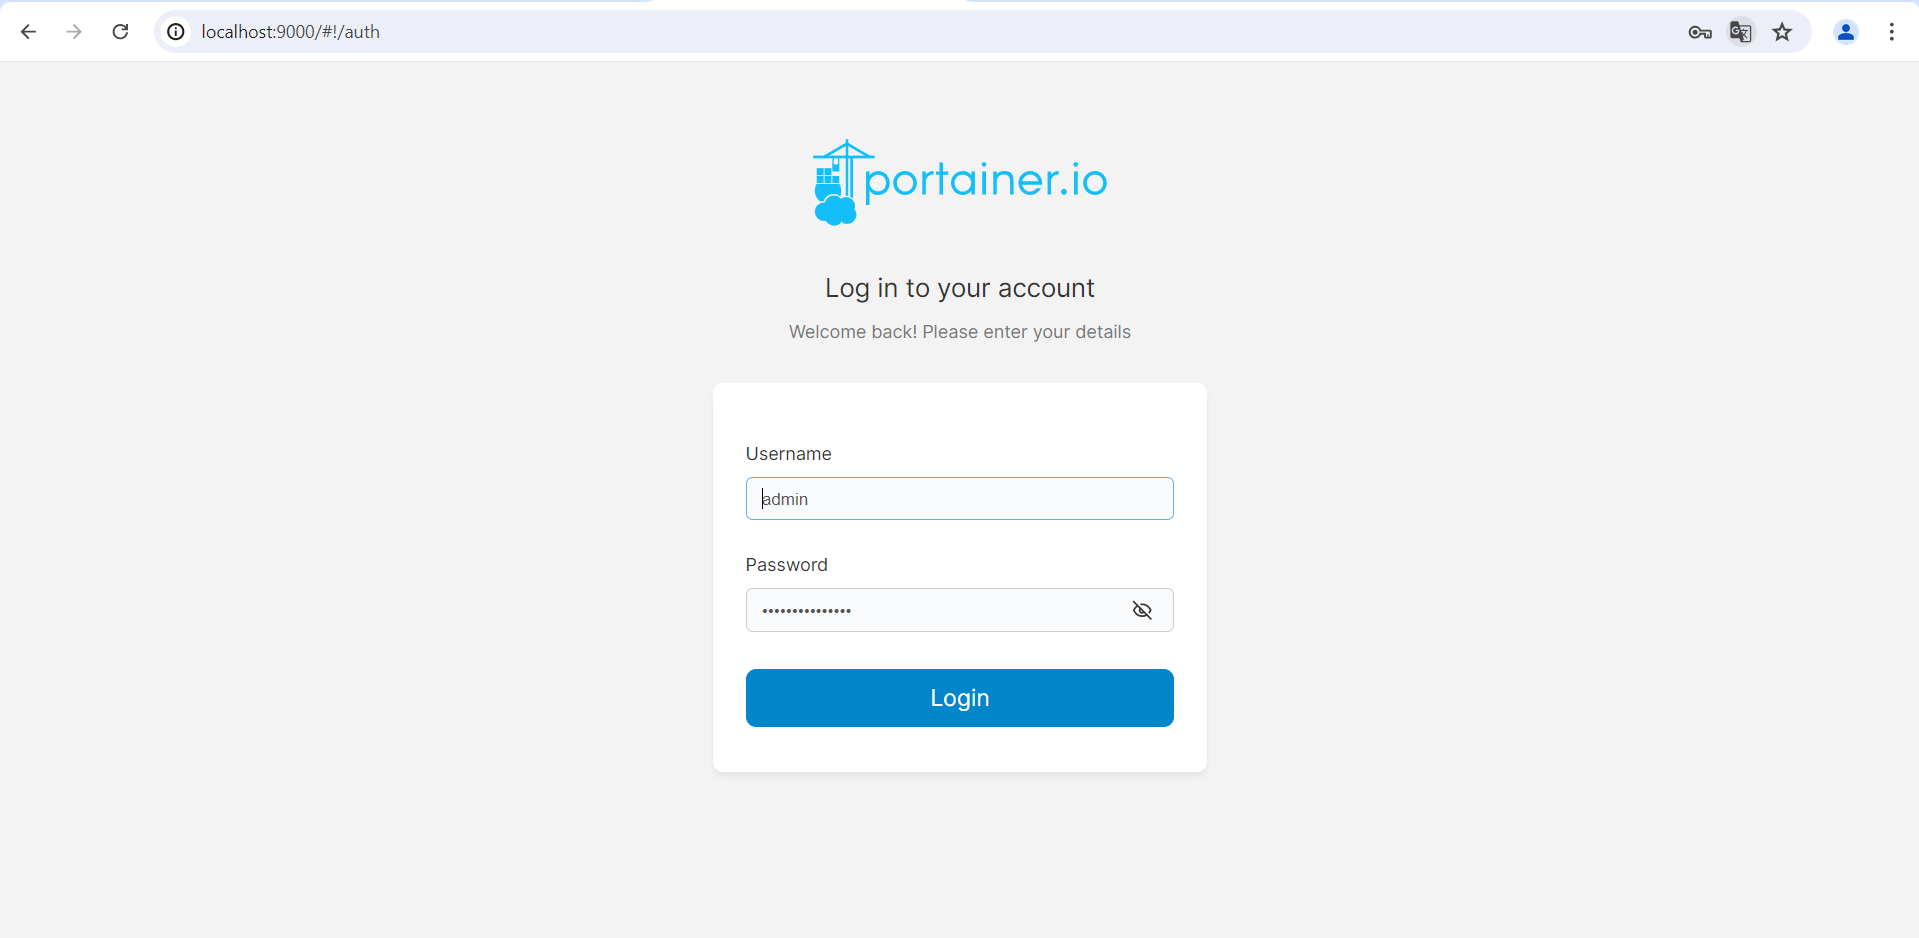 localhost:9000/#!/auth
portainer.io
Log in to your account
Welcome back! Please enter your details
Username
admin
Password
•••••••••••••••
Login